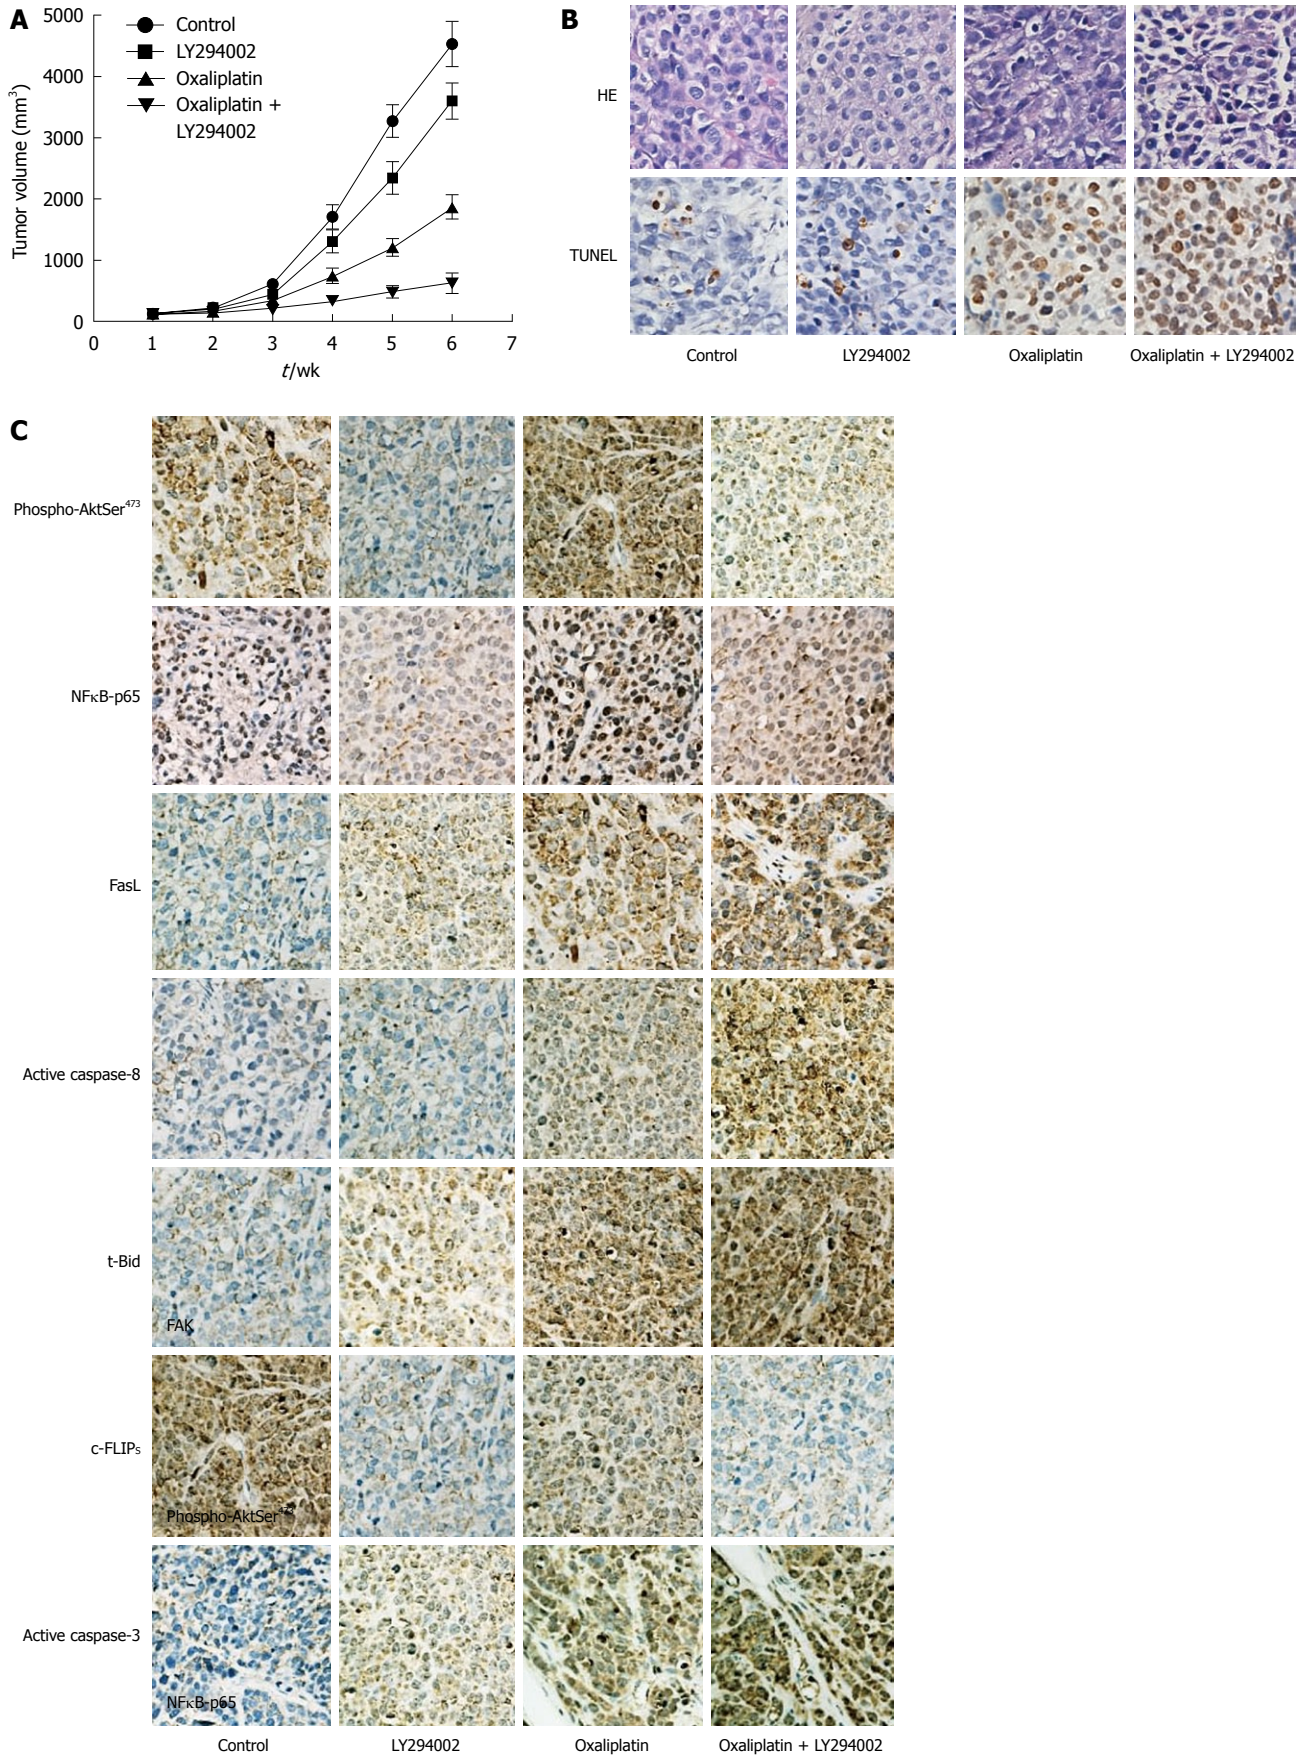 A
5000
4000
3000
2000
1000
0
Tumor volume (mm³)
Control
LY294002
Oxaliplatin
Oxaliplatin +
LY294002
0 1 2 3 4 5 6 7
t/wk
B
HE
TUNEL
Control LY294002 Oxaliplatin Oxaliplatin + LY294002
C
Phospho-AktSer⁴⁷³
NFκB-p65
FasL
Active caspase-8
t-Bid
FAK
c-FLIPs
Phospho-AktSer⁴⁷³
Active caspase-3
NFκB-p65
Control LY294002 Oxaliplatin Oxaliplatin + LY294002